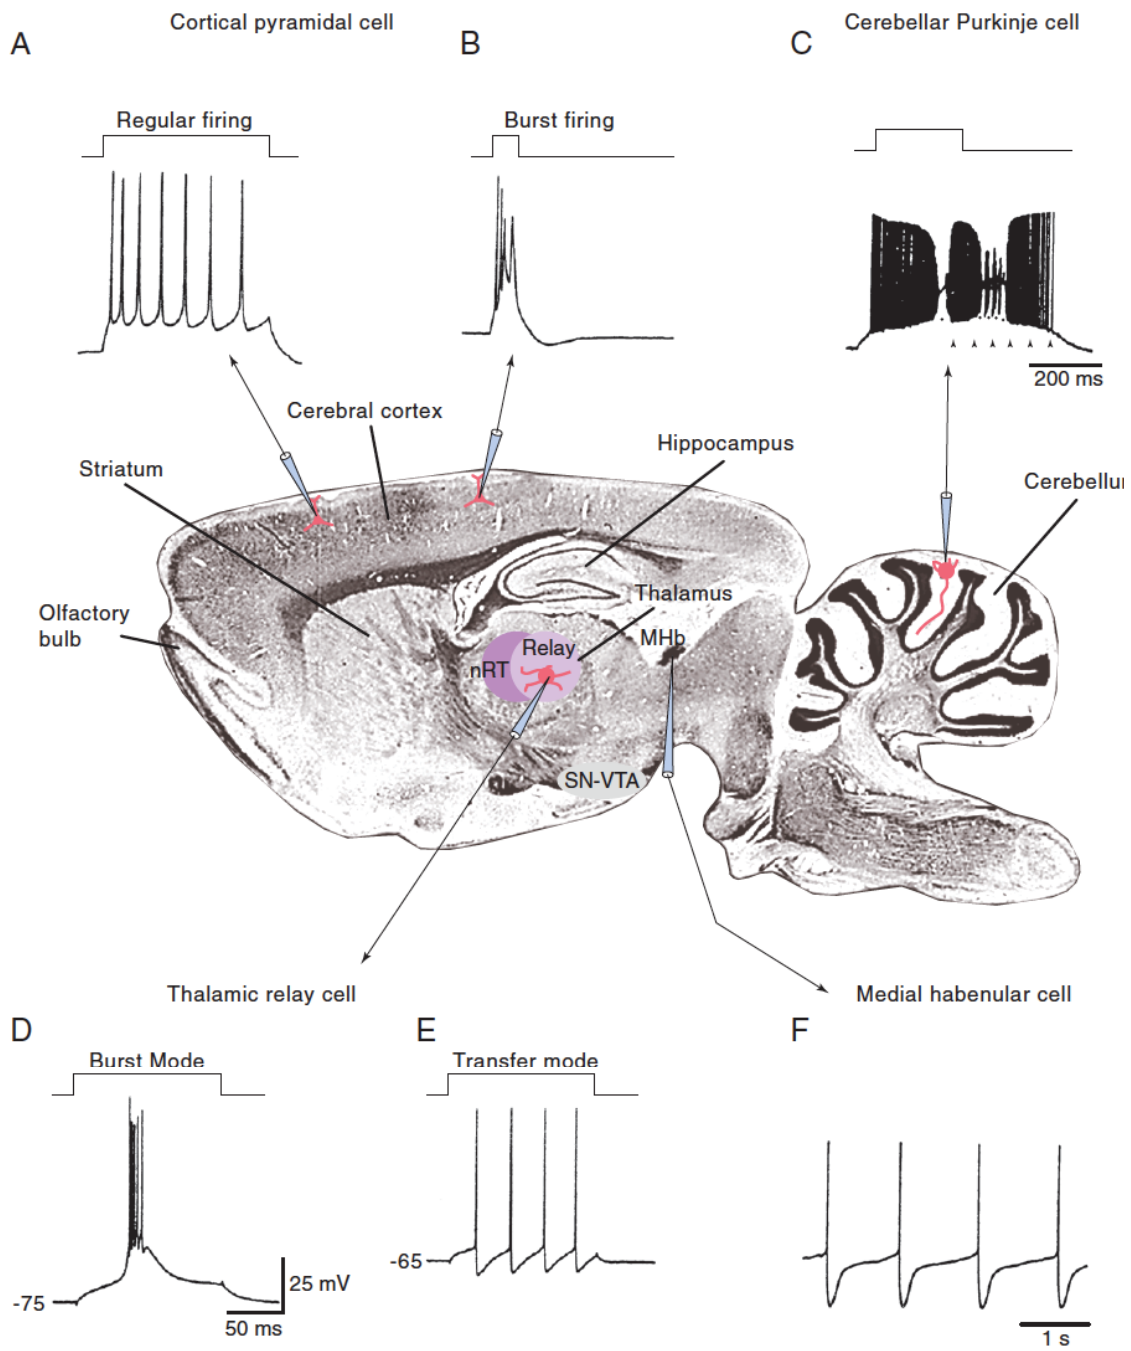 Cortical pyramidal cell
Cerebellar Purkinje cell
A
B
C
Regular firing
Burst firing
200 ms
Cerebral cortex
Hippocampus
Striatum
Cerebellum
Thalamus
Olfactory
bulb
MHb
Relay
nRT
SN-VTA
Thalamic relay cell
Medial habenular cell
D
E
F
Burst Mode
Transfer mode
-65
25 mV
-75
50 ms
1 s